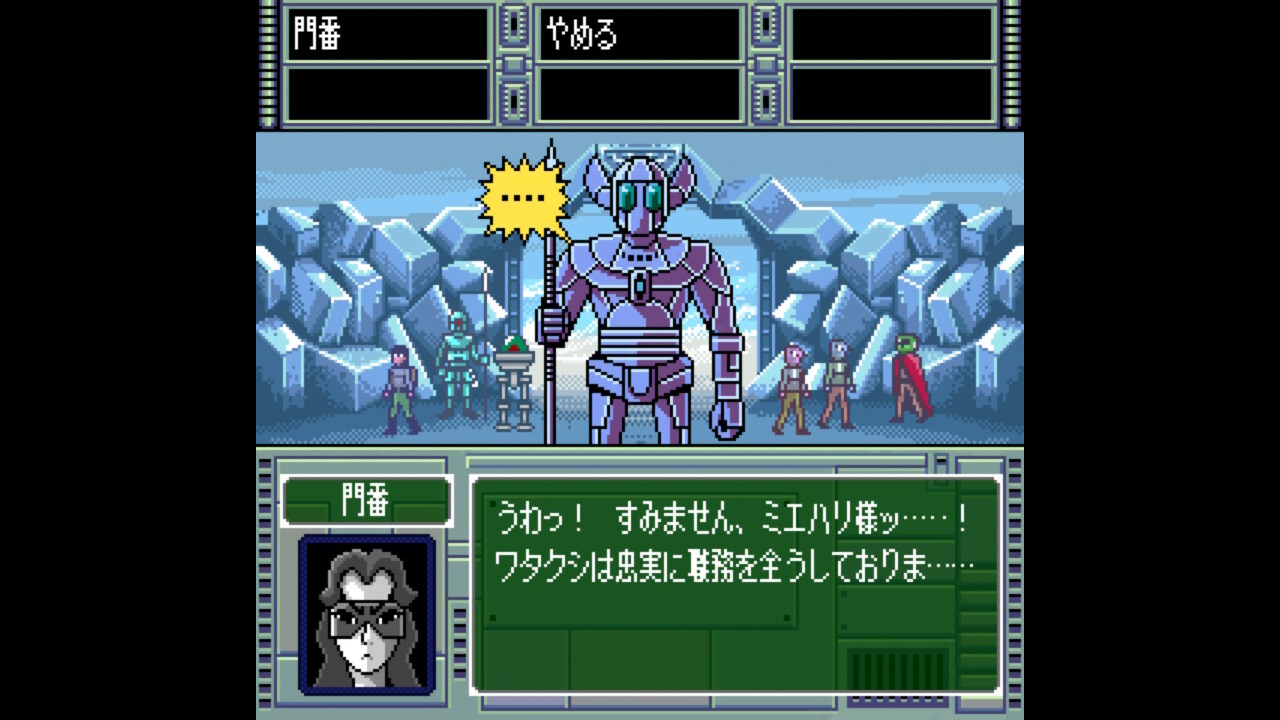 門番
やめる
‥‥
門番
うわっ！　すみません、ミエハリ様ッ……！
ワタクシは忠実に職務を全うしておりま……